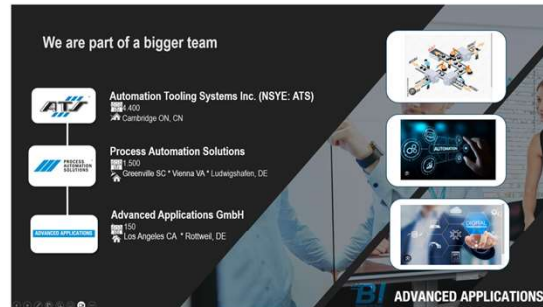 We are part of a bigger team
ATS
Automation Tooling Systems Inc. (NSYE: ATS)
4.400
Cambridge ON, CN
PROCESS
AUTOMATION
SOLUTIONS
Process Automation Solutions
1.500
Greenville SC * Vienna VA * Ludwigshafen, DE
ADVANCED APPLICATIONS
Advanced Applications GmbH
150
Los Angeles CA * Rottweil, DE
AUTOMATION
DIGITAL
ADVANCED APPLICATIONS